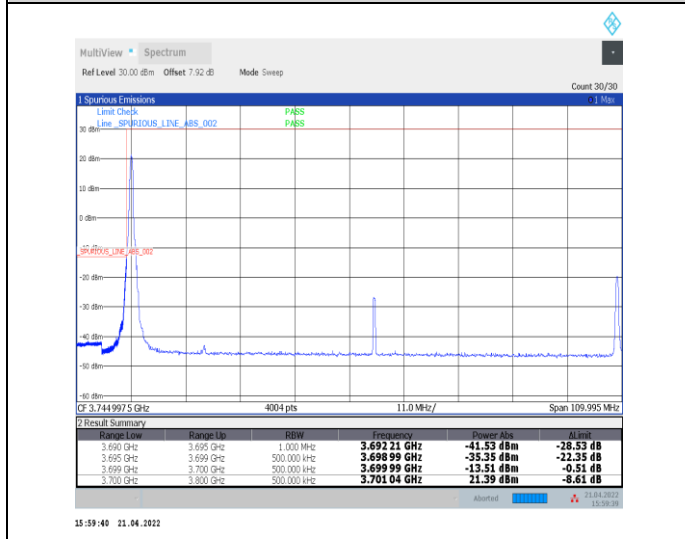 MultiView Spectrum
Ref Level 30.00 dBm Offset 7.92 dB Mode Sweep
Count 30/30
1 Spurious Emissions 1 Max
Limit Check PASS
Line _SPURIOUS_LINE_ABS_002 PASS
30 dBm
20 dBm
10 dBm
0 dBm
_SPURIOUS_LINE_ABS_002
-20 dBm
-30 dBm
-40 dBm
-50 dBm
-60 dBm
CF 3.7449975 GHz 4004 pts 11.0 MHz/ Span 109.995 MHz
2 Result Summary
Range Low Range Up RBW Frequency Power Abs ΔLimit
3.690 GHz 3.695 GHz 1.000 MHz 3.692 21 GHz -41.53 dBm -28.53 dB
3.695 GHz 3.699 GHz 500.000 kHz 3.698 99 GHz -35.35 dBm -22.35 dB
3.699 GHz 3.700 GHz 500.000 kHz 3.699 99 GHz -13.51 dBm -0.51 dB
3.700 GHz 3.800 GHz 500.000 kHz 3.701 04 GHz 21.39 dBm -8.61 dB
Aborted 21.04.2022
15:59:39
15:59:40 21.04.2022